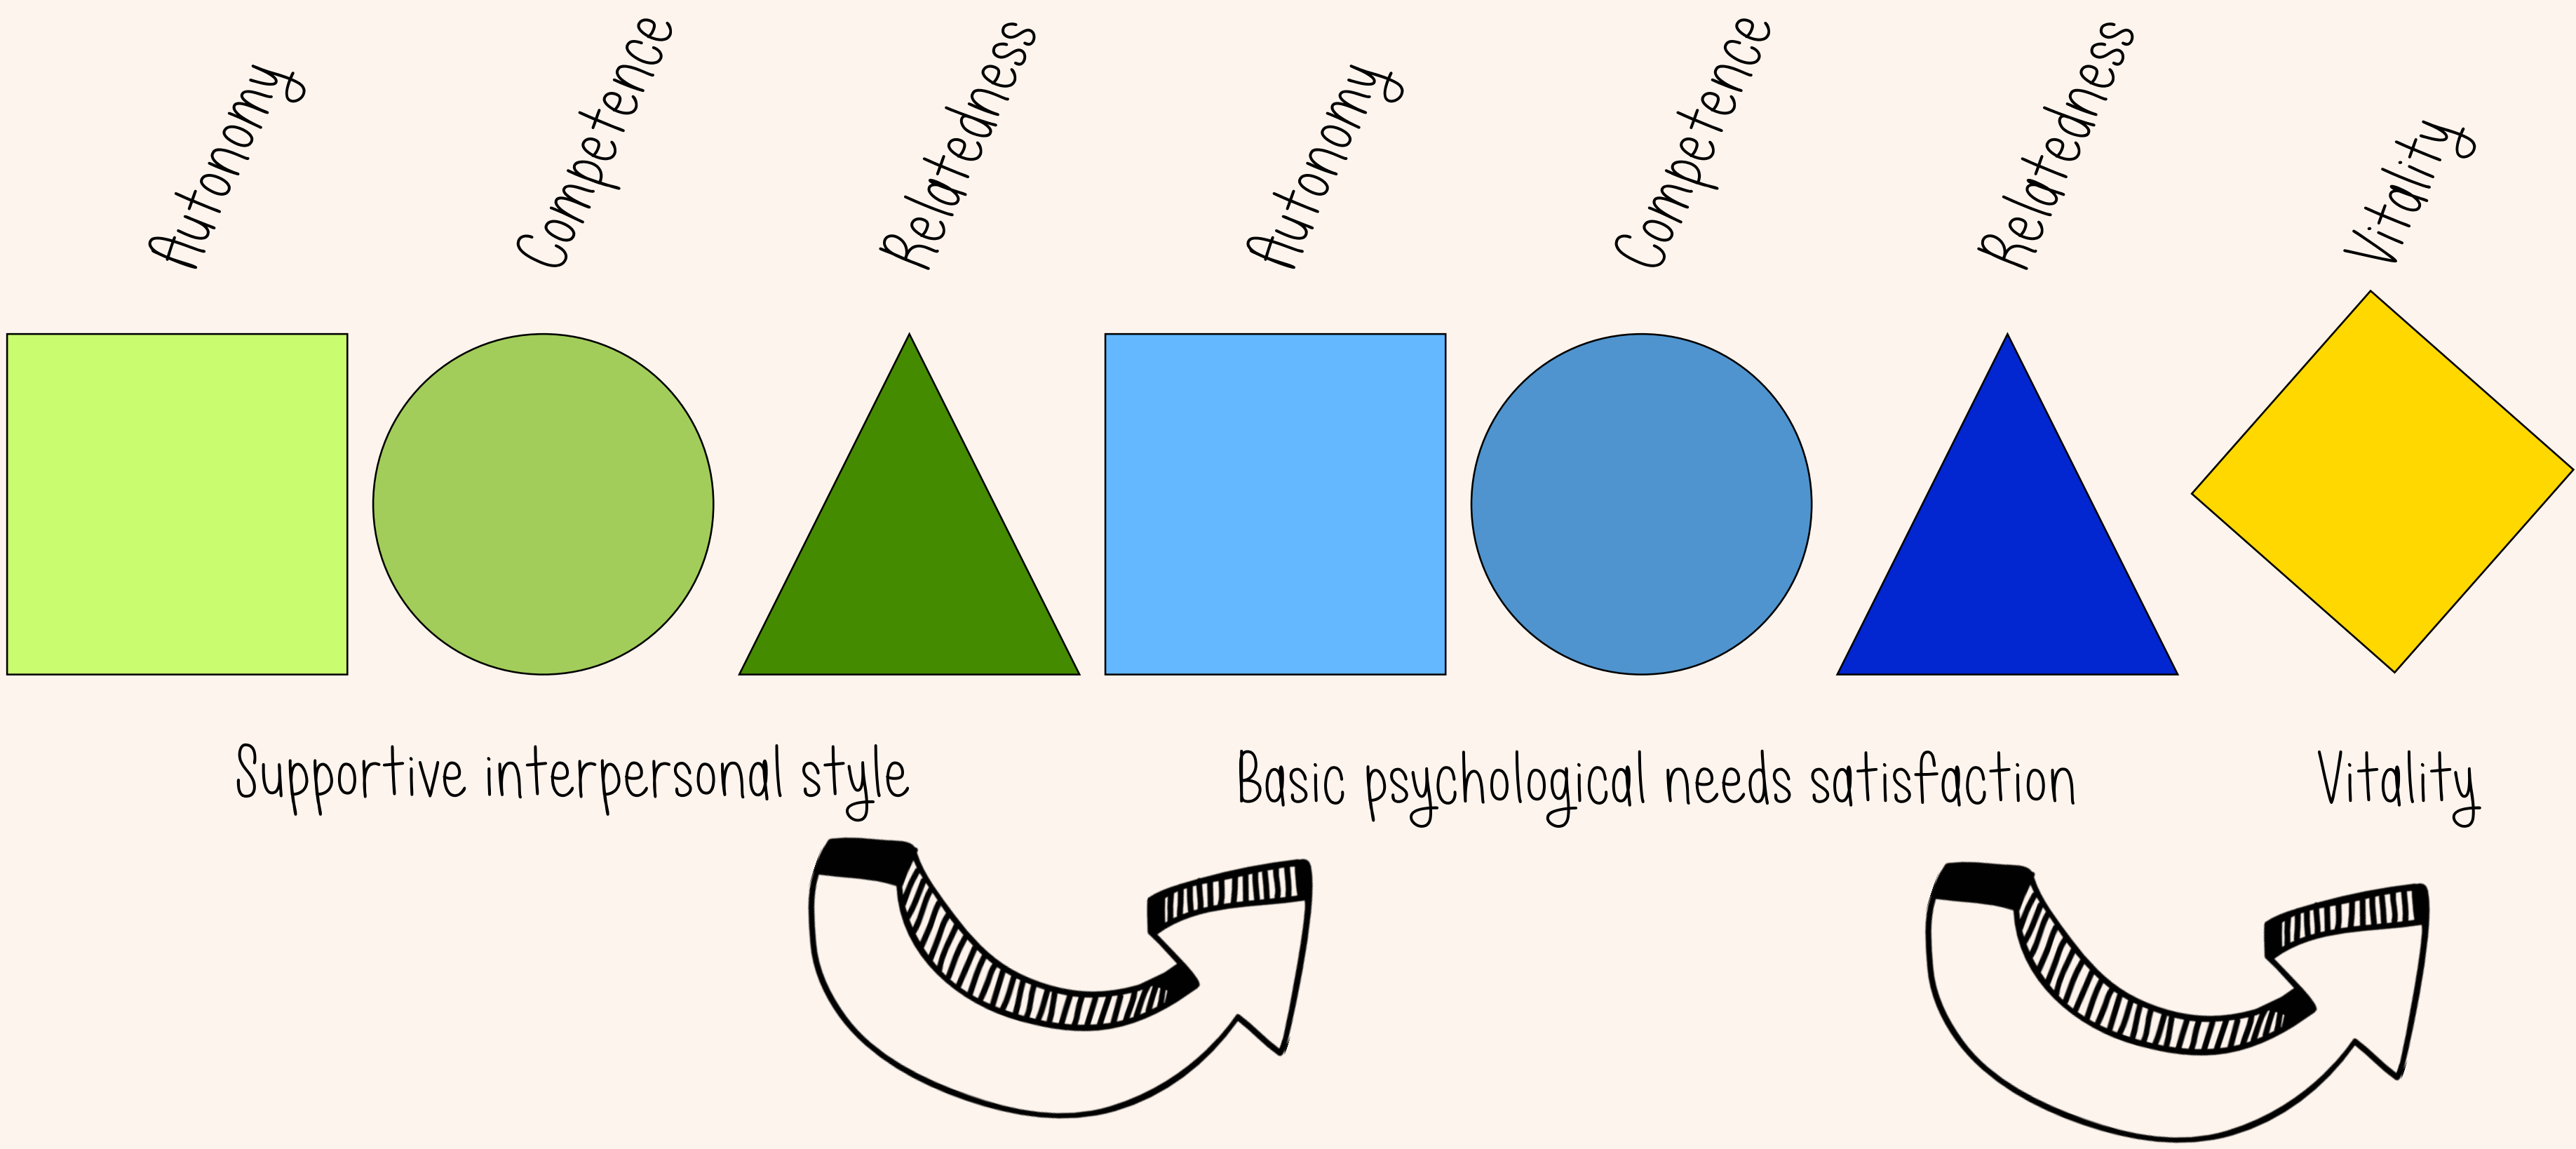 Autonomy
Competence
Relatedness
Autonomy
Competence
Relatedness
Vitality
Supportive interpersonal style
Basic psychological needs satisfaction
Vitality